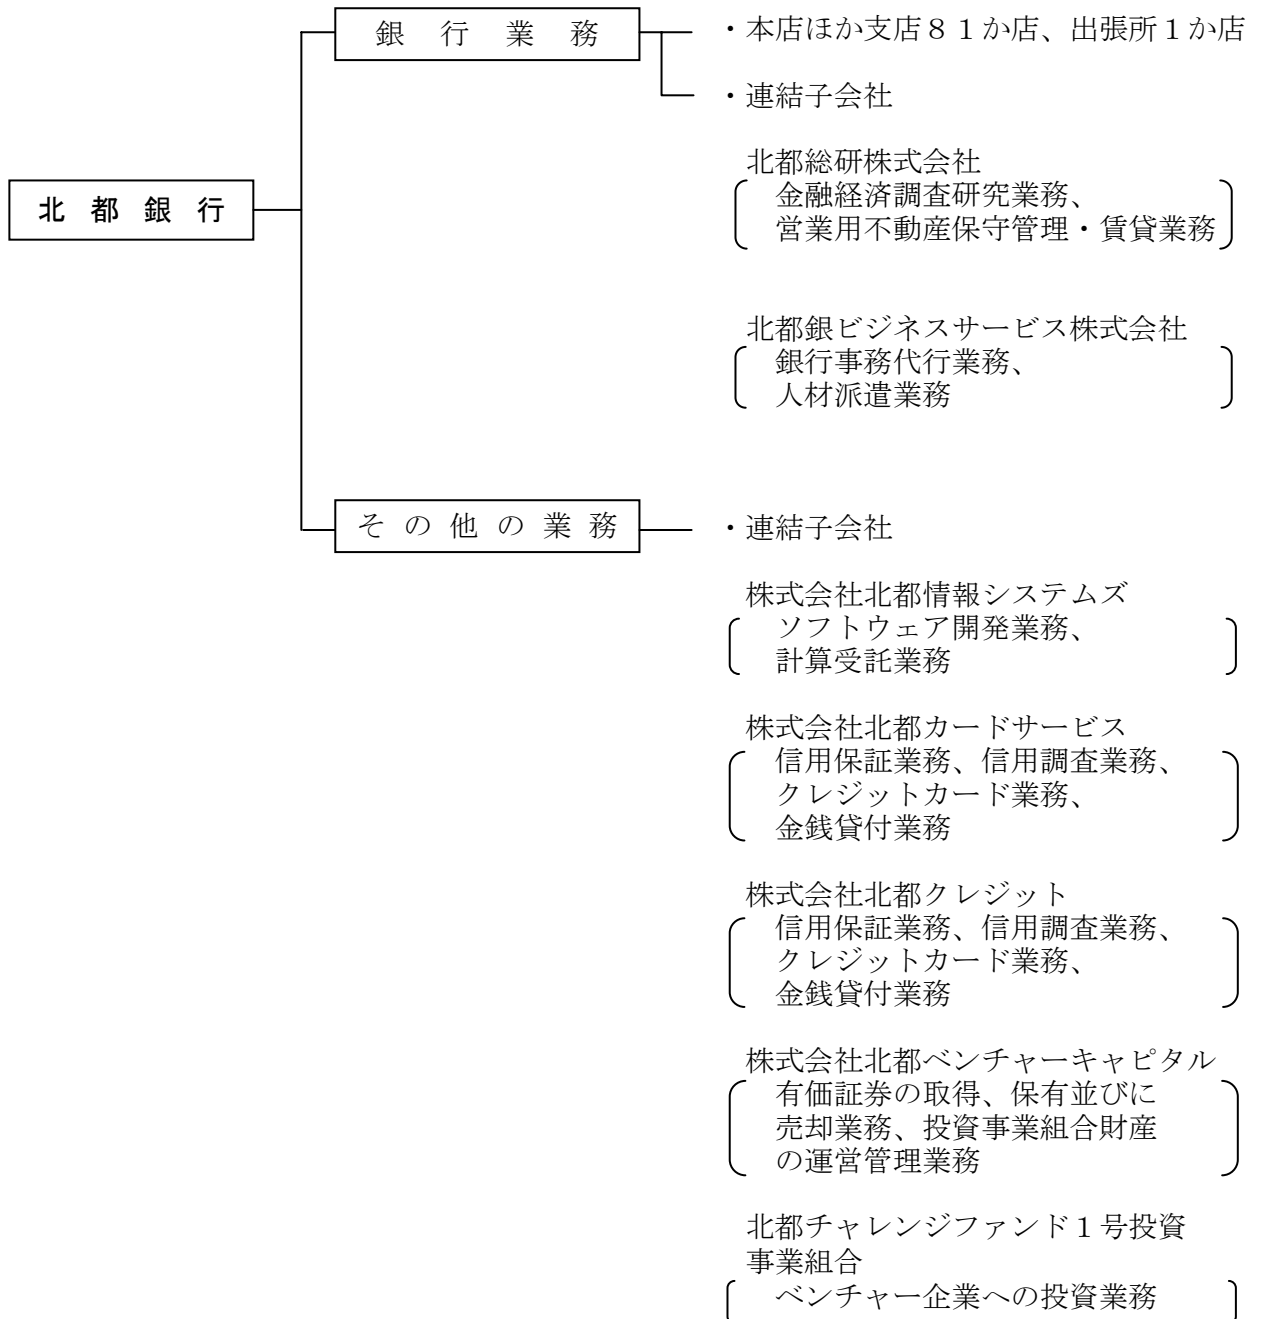 銀行業務
・本店ほか支店８１か店、出張所１か店
・連結子会社
北都総研株式会社
金融経済調査研究業務、
営業用不動産保守管理・賃貸業務
北都銀行
北都銀ビジネスサービス株式会社
銀行事務代行業務、
人材派遣業務
その他の業務
・連結子会社
株式会社北都情報システムズ
ソフトウェア開発業務、
計算受託業務
株式会社北都カードサービス
信用保証業務、信用調査業務、
クレジットカード業務、
金銭貸付業務
株式会社北都クレジット
信用保証業務、信用調査業務、
クレジットカード業務、
金銭貸付業務
株式会社北都ベンチャーキャピタル
有価証券の取得、保有並びに
売却業務、投資事業組合財産
の運営管理業務
北都チャレンジファンド１号投資
事業組合
ベンチャー企業への投資業務